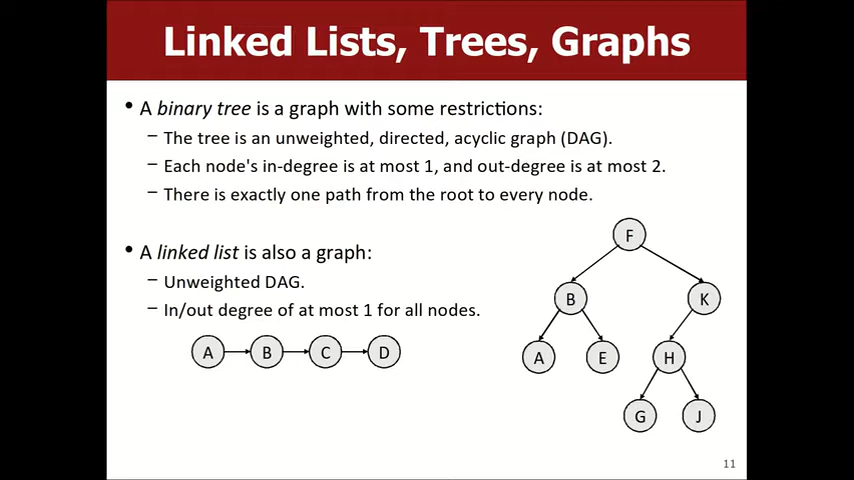 Linked Lists, Trees, Graphs
• A binary tree is a graph with some restrictions:
– The tree is an unweighted, directed, acyclic graph (DAG).
– Each node's in-degree is at most 1, and out-degree is at most 2.
– There is exactly one path from the root to every node.
• A linked list is also a graph:
– Unweighted DAG.
– In/out degree of at most 1 for all nodes.
A B C D
F
B K
A E H
G J
11